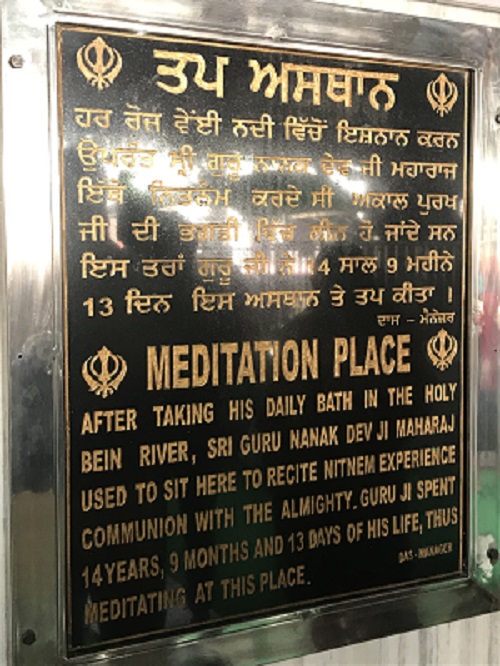 ਤਪ ਅਸਥਾਨ
ਹਰ ਰੋਜ਼ ਵੇਂਈ ਨਦੀ ਵਿੱਚੋਂ ਇਸ਼ਨਾਨ ਕਰਨ
ਉਪਰੰਤ ਸ੍ਰੀ ਗੁਰੂ ਨਾਨਕ ਦੇਵ ਜੀ ਮਹਾਰਾਜ
ਇੱਥੇ ਨਿਤਨੇਮ ਕਰਦੇ ਸੀ ਅਕਾਲ ਪੁਰਖ
ਜੀ ਦੀ ਭਗਤੀ ਵਿੱਚ ਲੀਨ ਹੋ ਜਾਂਦੇ ਸਨ
ਇਸ ਤਰਾਂ ਗੁਰੂ ਜੀ ਨੇ 14 ਸਾਲ 9 ਮਹੀਨੇ
13 ਦਿਨ ਇਸ ਅਸਥਾਨ ਤੇ ਤਪ ਕੀਤਾ ।
ਦਾਸ - ਮੈਨੇਜਰ
MEDITATION PLACE
AFTER TAKING HIS DAILY BATH IN THE HOLY
BEIN RIVER, SRI GURU NANAK DEV JI MAHARAJ
USED TO SIT HERE TO RECITE NITNEM EXPERIENCE
COMMUNION WITH THE ALMIGHTY. GURU JI SPENT
14 YEARS, 9 MONTHS AND 13 DAYS OF HIS LIFE, THUS
MEDITATING AT THIS PLACE.
DAS - MANAGER